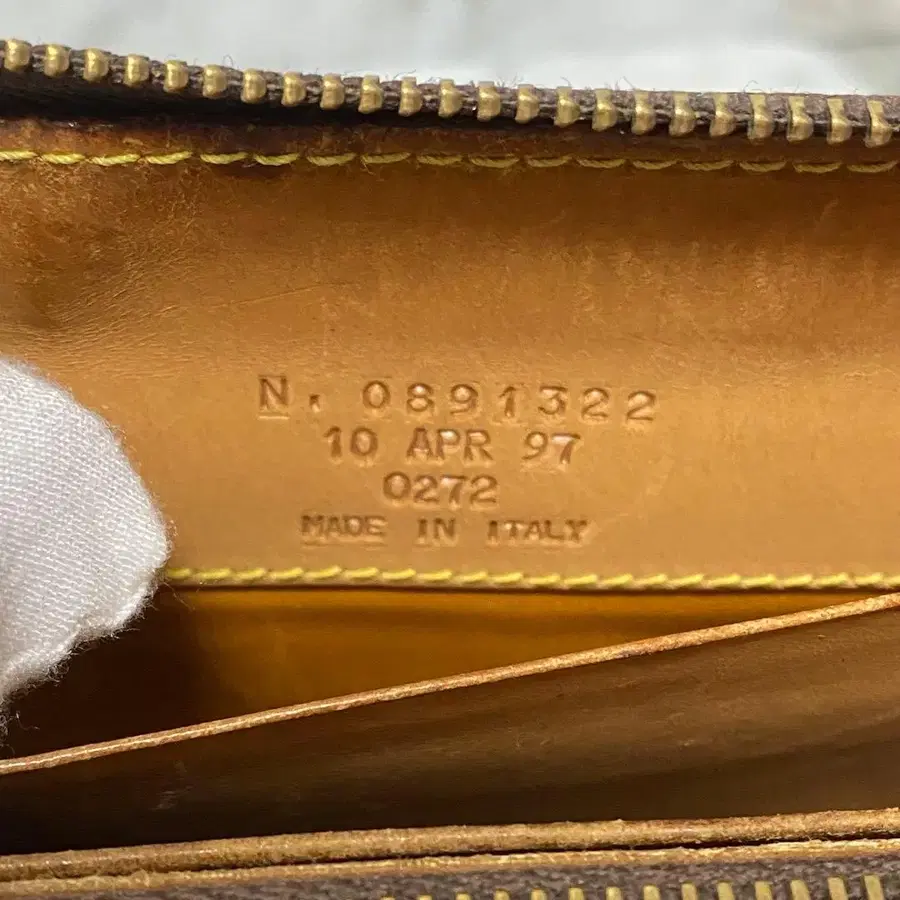 N. 0891322
10 APR 97
0272
MADE IN ITALY